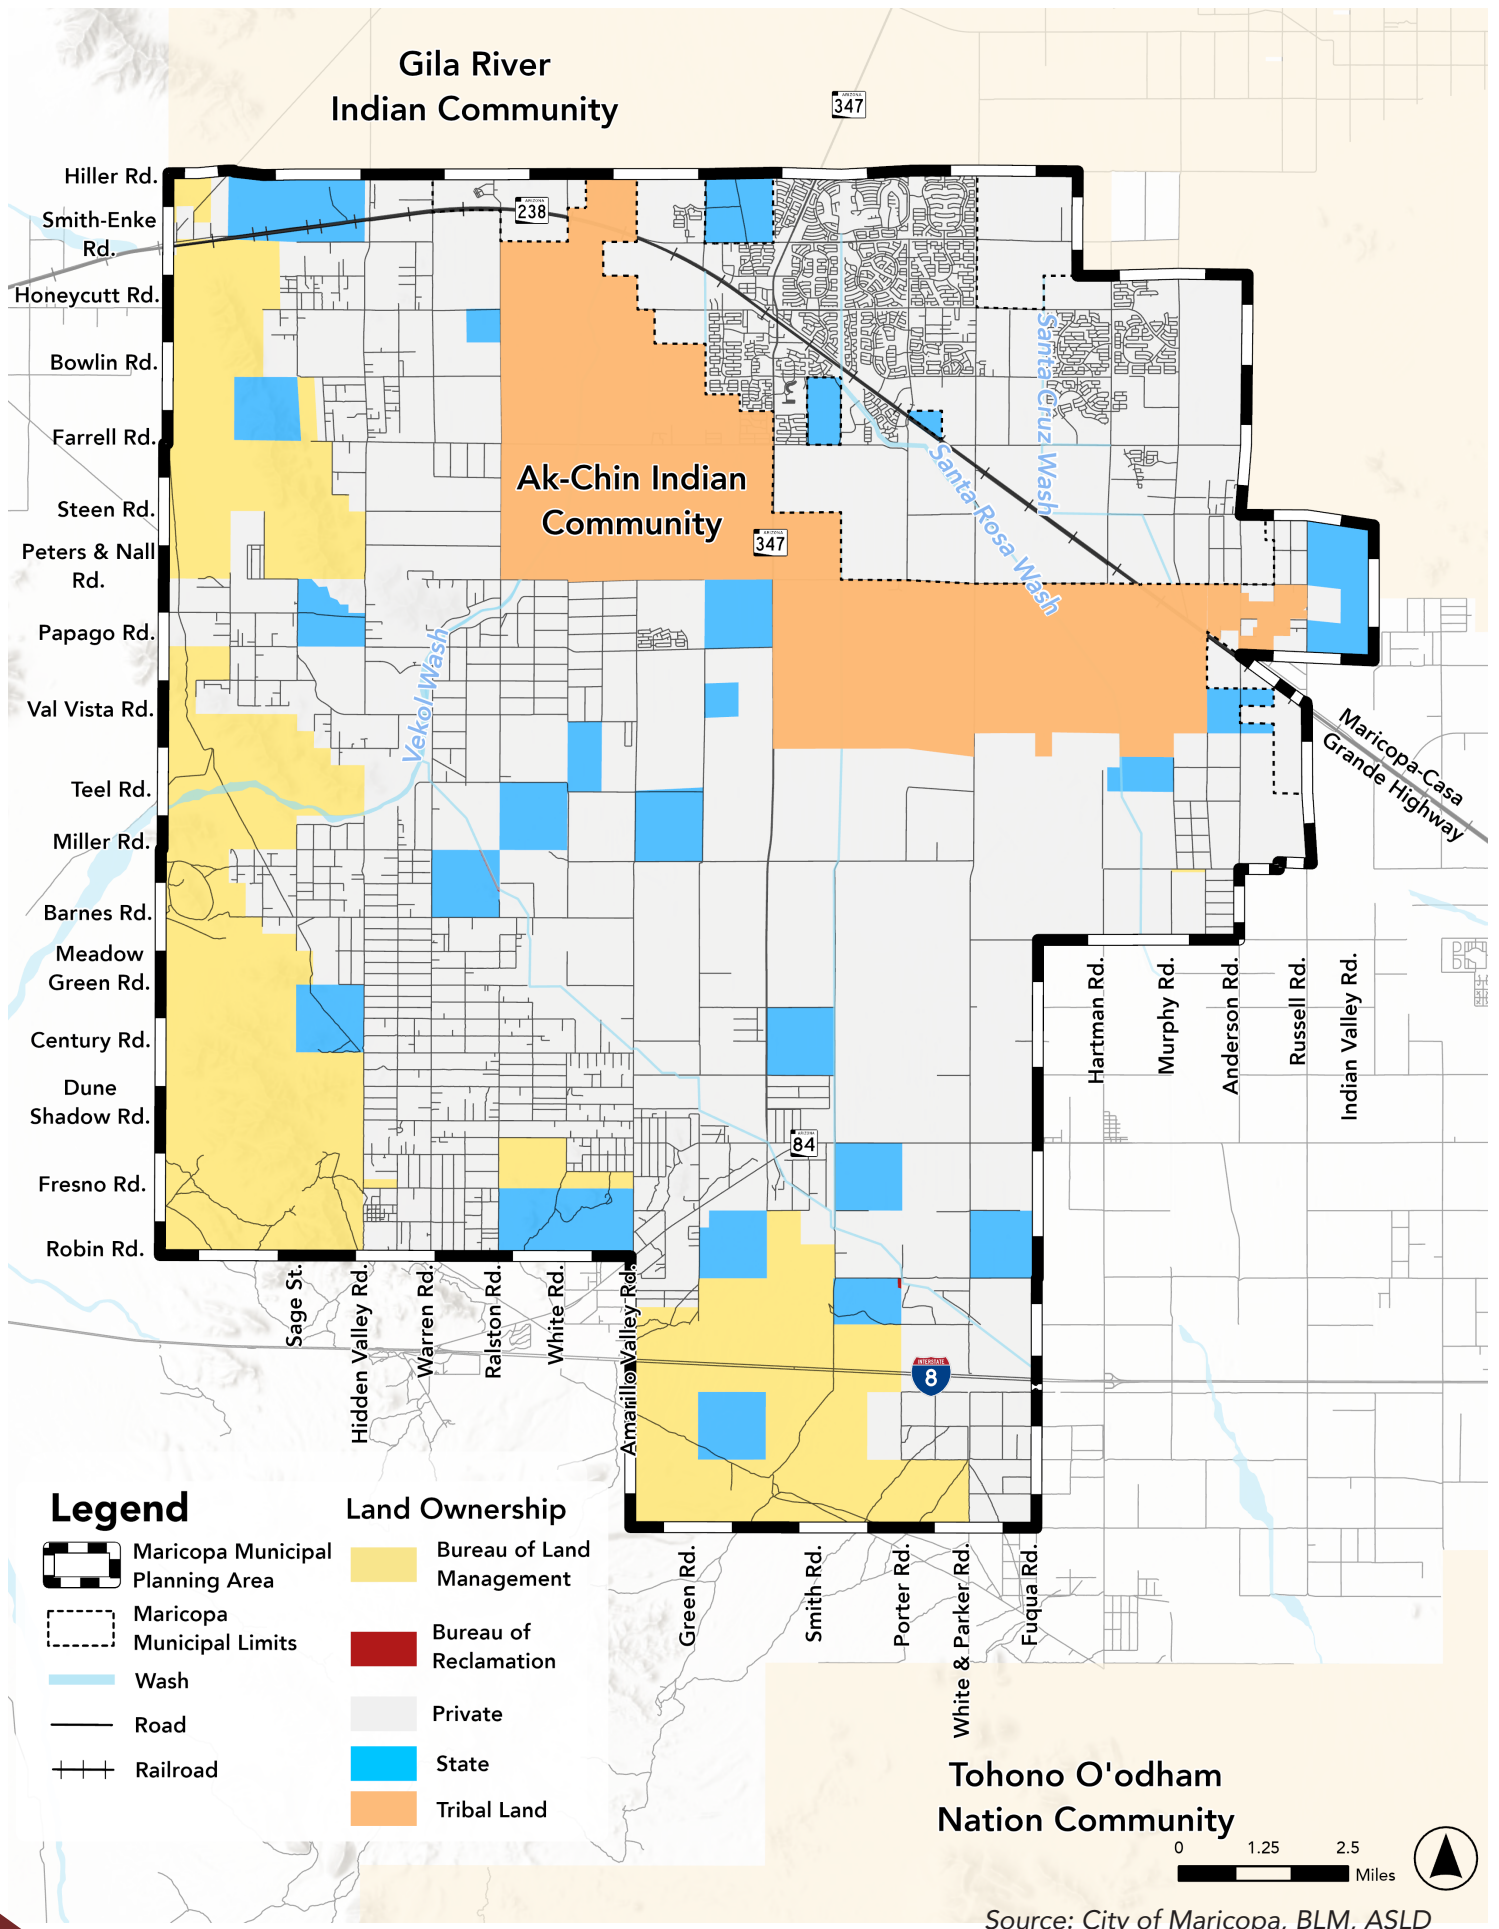 Gila River
Indian Community
ARIZONA
347
Hiller Rd.
Smith-Enke
Rd.
ARIZONA
238
Honeycutt Rd.
Bowlin Rd.
Farrell Rd.
Steen Rd.
Peters & Nall
Rd.
Papago Rd.
Val Vista Rd.
Teel Rd.
Miller Rd.
Barnes Rd.
Meadow
Green Rd.
Century Rd.
Dune
Shadow Rd.
Fresno Rd.
Robin Rd.
Ak-Chin Indian
Community
ARIZONA
347
Santa Cruz Wash
Santa Rosa Wash
Vekol Wash
Maricopa-Casa
Grande Highway
Hartman Rd.
Murphy Rd.
Anderson Rd.
Russell Rd.
Indian Valley Rd.
ARIZONA
84
INTERSTATE
8
Sage St.
Hidden Valley Rd.
Warren Rd.
Ralston Rd.
White Rd.
Amarillo Valley Rd.
Green Rd.
Smith Rd.
Porter Rd.
White & Parker Rd.
Fuqua Rd.
Legend
Maricopa Municipal
Planning Area
Maricopa
Municipal Limits
Wash
Road
Railroad
Land Ownership
Bureau of Land
Management
Bureau of
Reclamation
Private
State
Tribal Land
Tohono O'odham
Nation Community
0 1.25 2.5
Miles
Source: City of Maricopa, BLM, ASLD